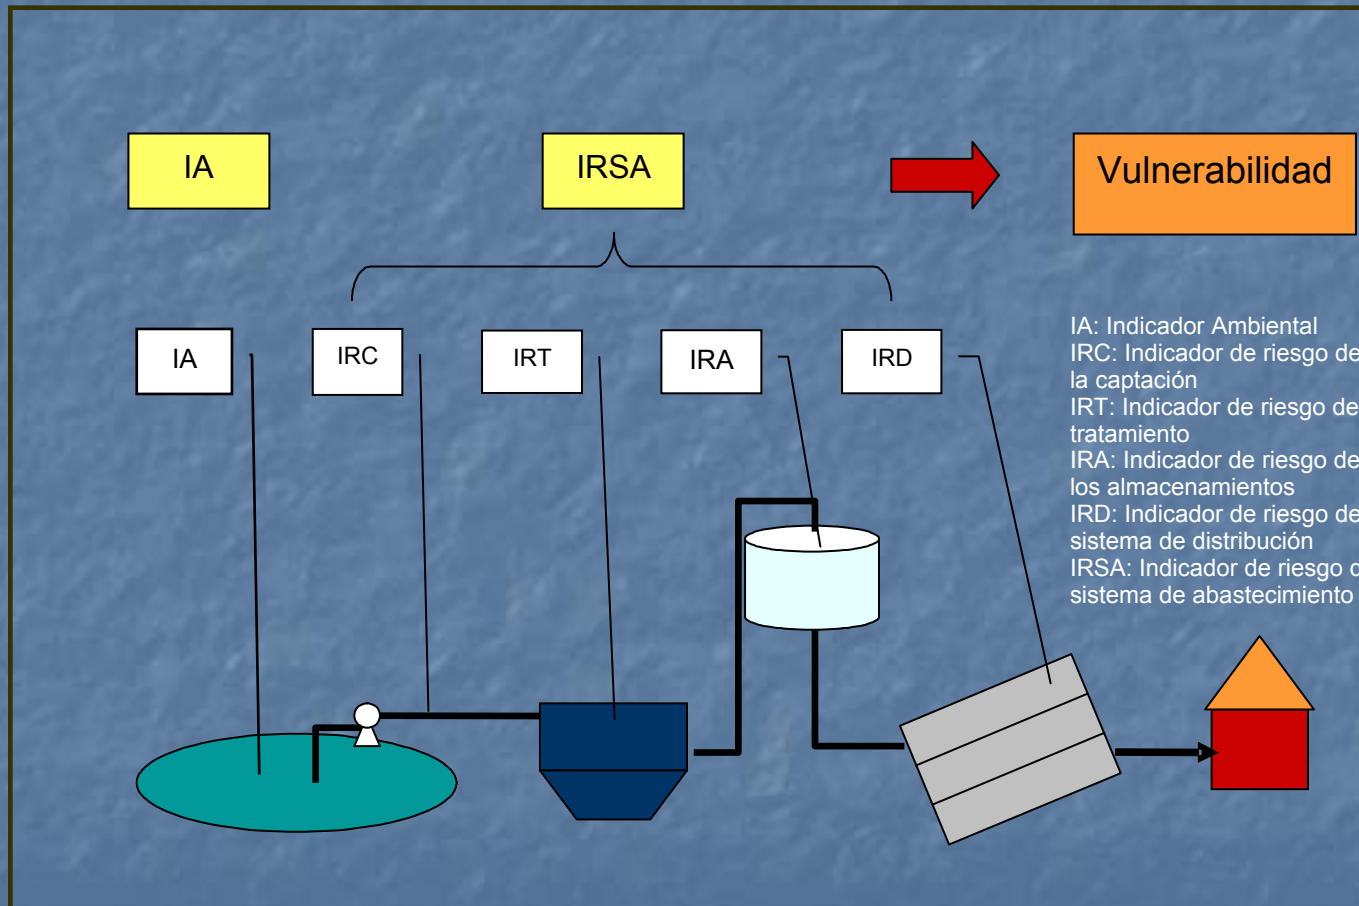 IA
IRSA
Vulnerabilidad
IA
IRC
IRT
IRA
IRD
IA: Indicador Ambiental
IRC: Indicador de riesgo de
la captación
IRT: Indicador de riesgo de
tratamiento
IRA: Indicador de riesgo de
los almacenamientos
IRD: Indicador de riesgo de
sistema de distribución
IRSA: Indicador de riesgo
sistema de abastecimiento